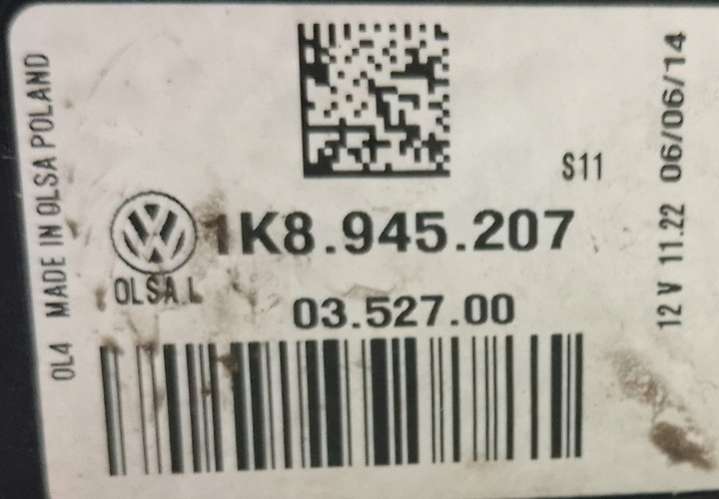 OL4 MADE IN OLSA POLAND
S11
1K8.945.207
OLSA L
03.527.00
12 V 11.22 06/06/14